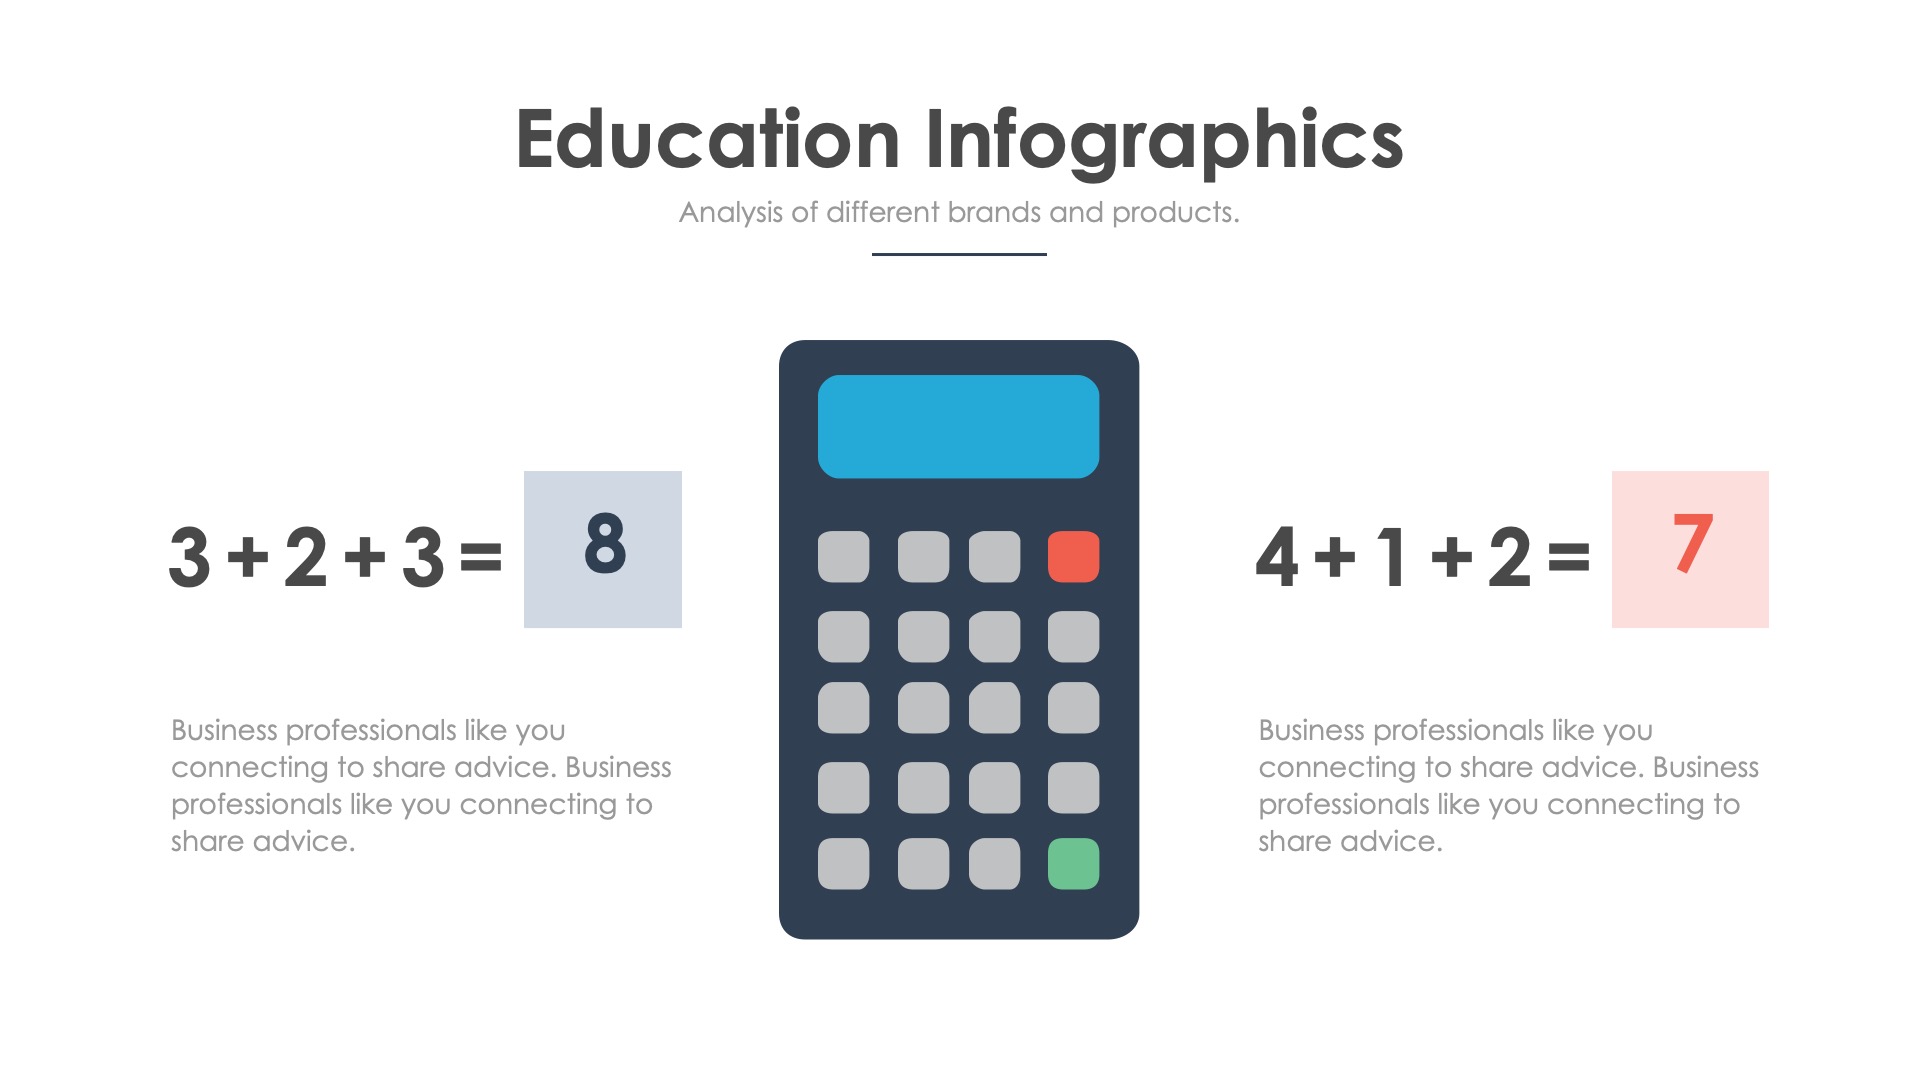 Education Infographics
Analysis of different brands and products.
3 + 2 + 3 = 8
Business professionals like you
connecting to share advice. Business
professionals like you connecting to
share advice.
4 + 1 + 2 = 7
Business professionals like you
connecting to share advice. Business
professionals like you connecting to
share advice.